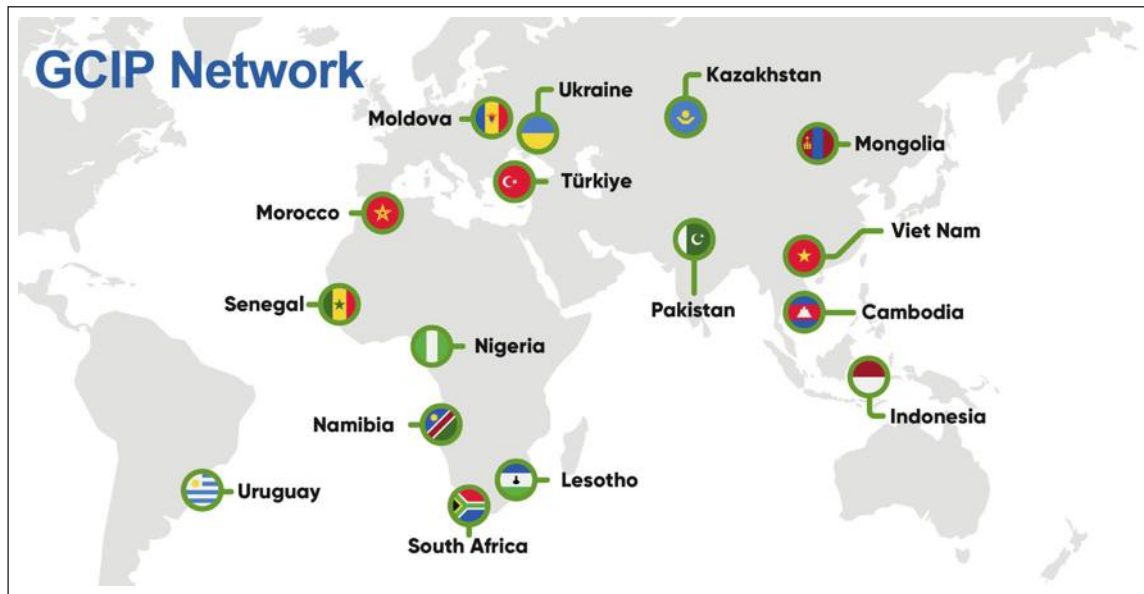 GCIP Network
Kazakhstan
Ukraine
Moldova
Mongolia
Türkiye
Morocco
Viet Nam
Senegal
Pakistan
Cambodia
Nigeria
Indonesia
Namibia
Lesotho
Uruguay
South Africa